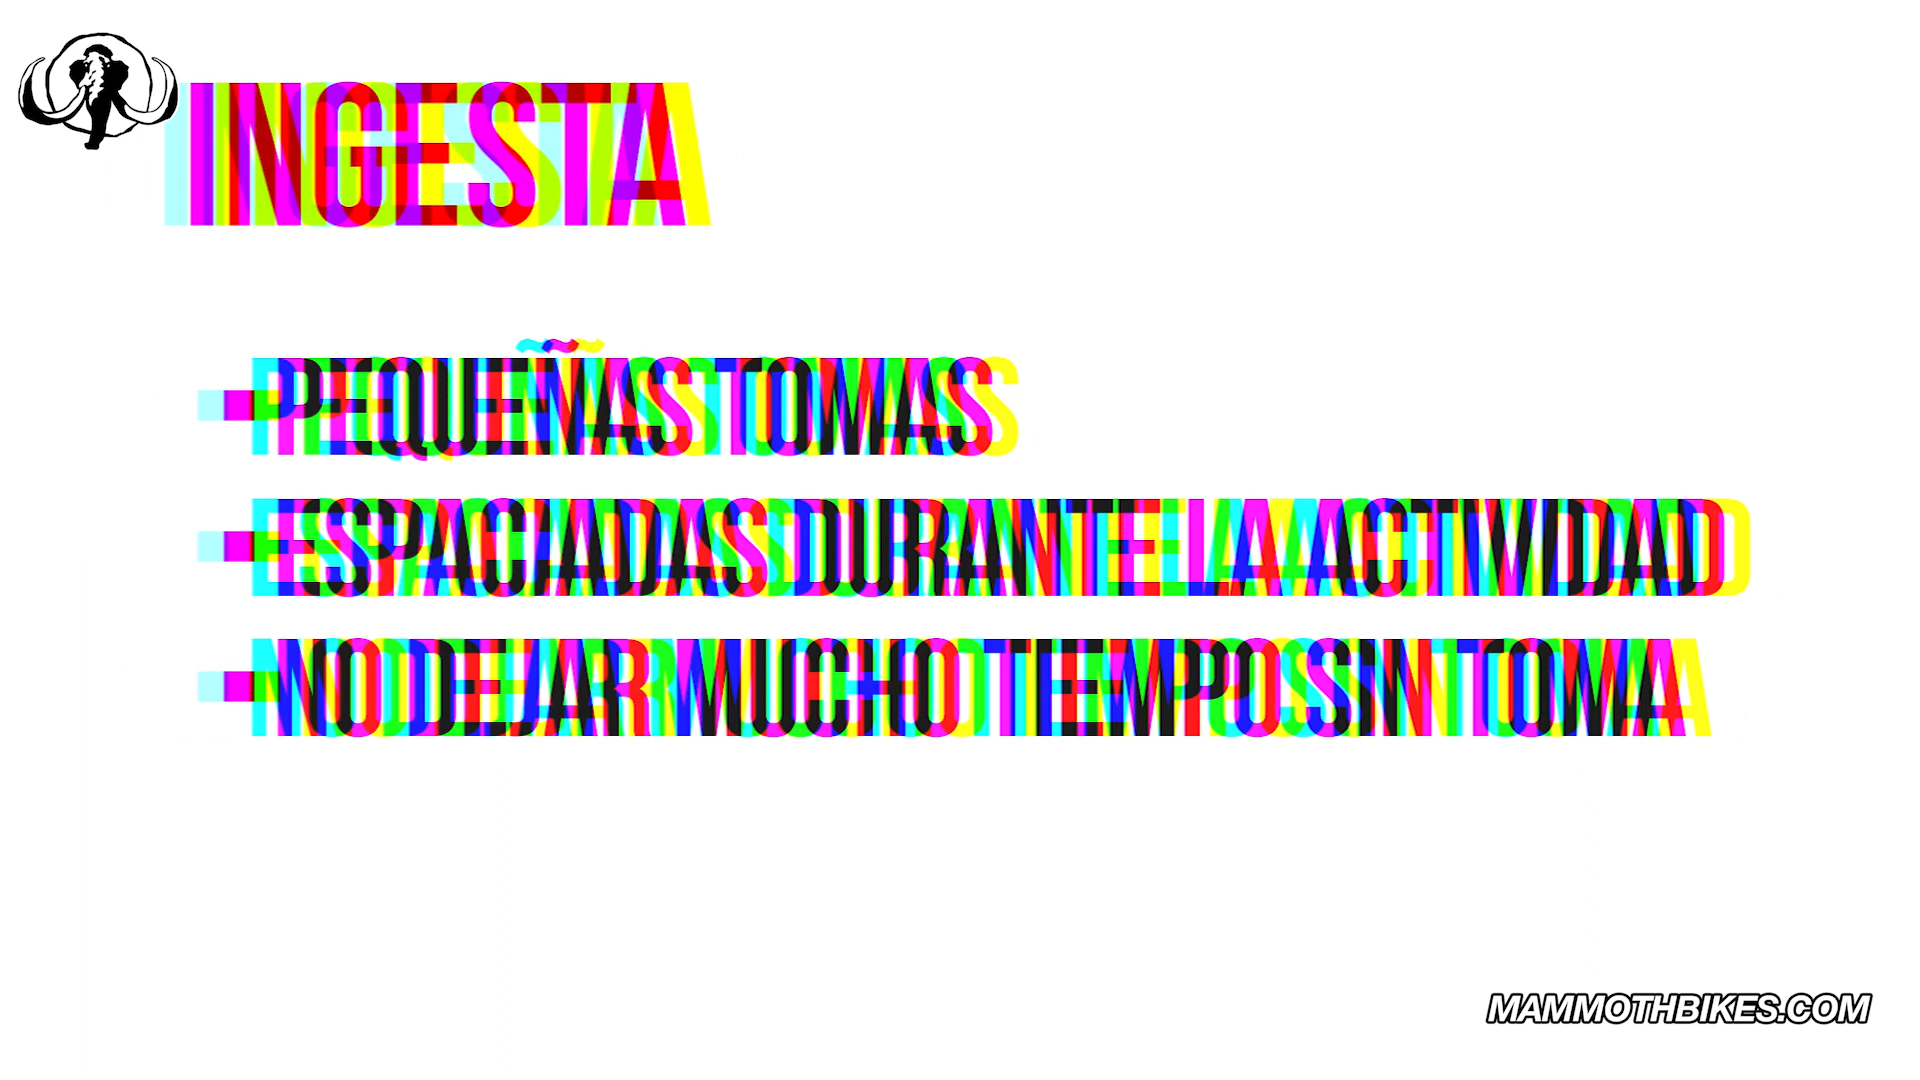 INGESTA
- PEQUEÑAS TOMAS
- ESPACIADAS DURANTE LA ACTIVIDAD
- NO DEJAR MUCHO TIEMPO SIN TOMA
MAMMOTHBIKES.COM